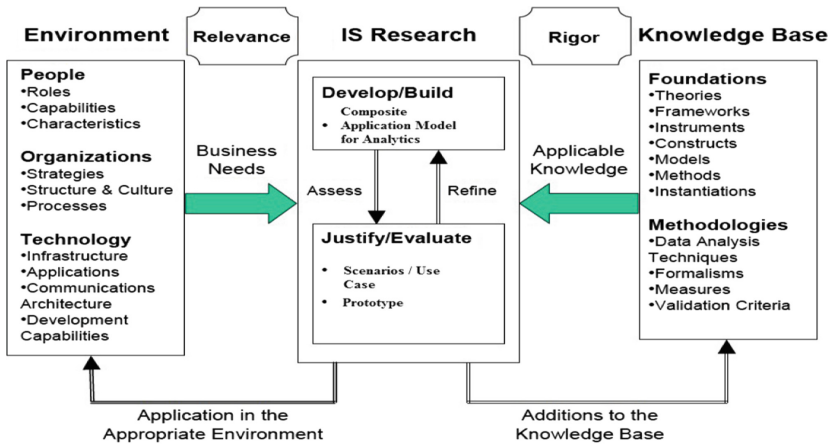 Environment
Relevance
IS Research
Rigor
Knowledge Base
People
•Roles
•Capabilities
•Characteristics
Organizations
•Strategies
•Structure & Culture
•Processes
Technology
•Infrastructure
•Applications
•Communications
Architecture
•Development
Capabilities
Business
Needs
Develop/Build
Composite
• Application Model
for Analytics
Assess
Refine
Justify/Evaluate
• Scenarios / Use
Case
• Prototype
Applicable
Knowledge
Foundations
•Theories
•Frameworks
•Instruments
•Constructs
•Models
•Methods
•Instantiations
Methodologies
•Data Analysis
Techniques
•Formalisms
•Measures
•Validation Criteria
Application in the
Appropriate Environment
Additions to the
Knowledge Base